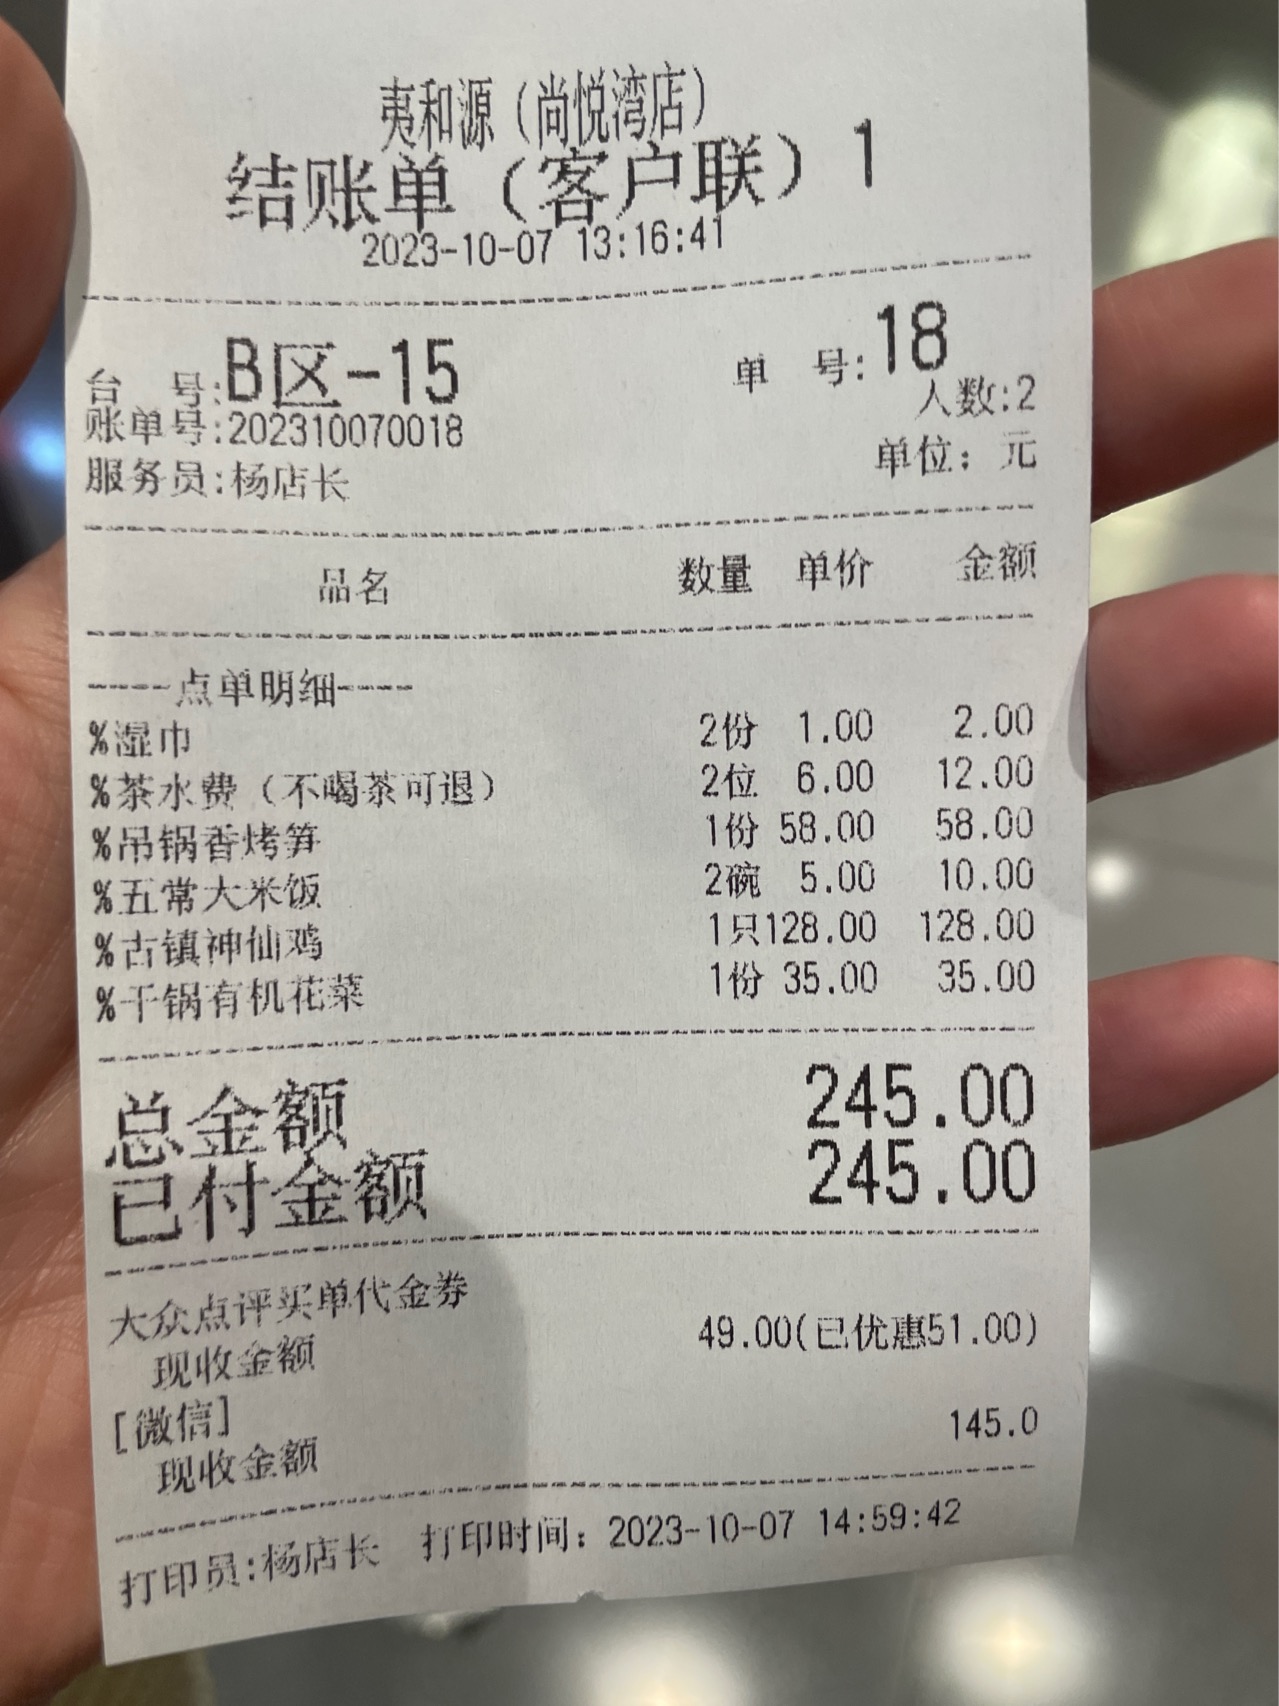 夷和源（尚悦湾店）
结账单（客户联）1
2023-10-07 13:16:41
台 号:B区-15 单 号:18
人数:2
账单号:202310070018
单位：元
服务员:杨店长
品名 数量 单价 金额
----点单明细----
%湿巾 2份 1.00 2.00
%茶水费（不喝茶可退） 2位 6.00 12.00
%吊锅香烤笋 1份 58.00 58.00
%五常大米饭 2碗 5.00 10.00
%古镇神仙鸡 1只128.00 128.00
%干锅有机花菜 1份 35.00 35.00
总金额 245.00
已付金额 245.00
大众点评买单代金券
现收金额 49.00(已优惠51.00)
[微信]
现收金额 145.0
打印员:杨店长 打印时间：2023-10-07 14:59:42